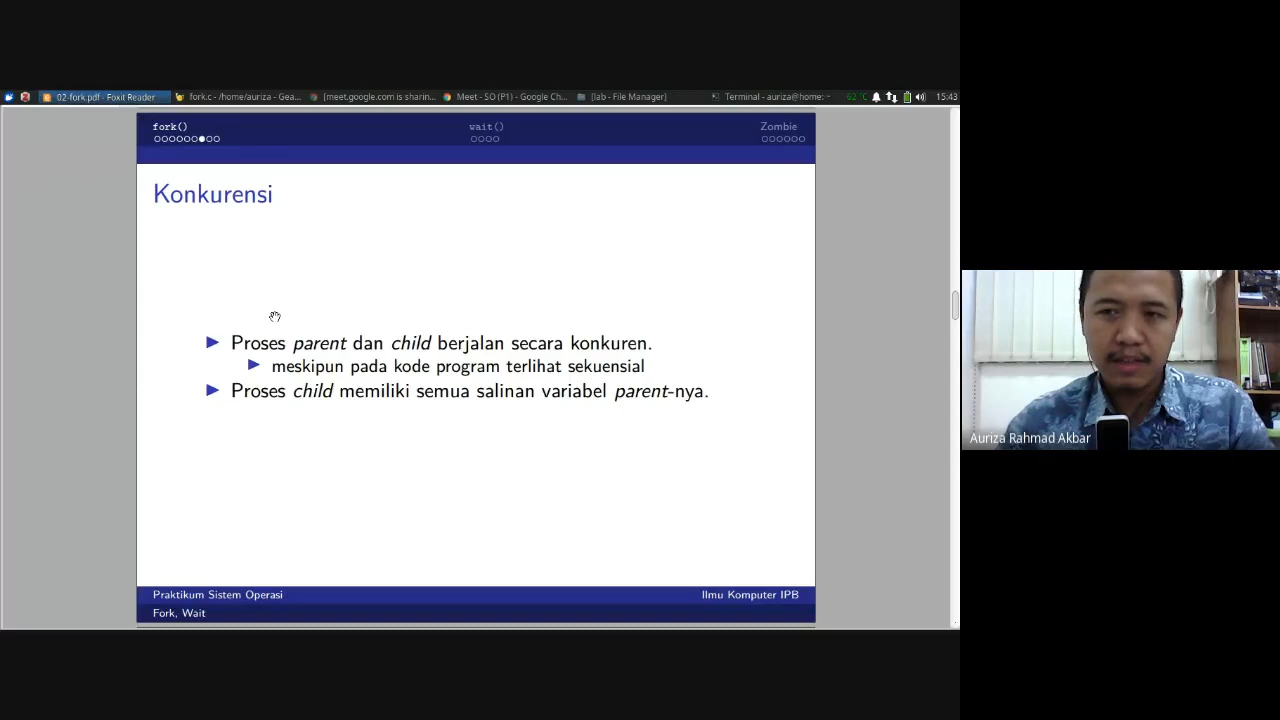 02-fork.pdf - Foxit Reader
fork.c - /home/auriza - Gea...
[meet.google.com is sharin...
Meet - SO (P1) - Google Ch...
[lab - File Manager]
Terminal - auriza@home: ~
62°C
15:43
fork()
wait()
Zombie
Konkurensi
Proses parent dan child berjalan secara konkuren.
meskipun pada kode program terlihat sekuensial
Proses child memiliki semua salinan variabel parent-nya.
Auriza Rahmad Akbar
Praktikum Sistem Operasi
Ilmu Komputer IPB
Fork, Wait